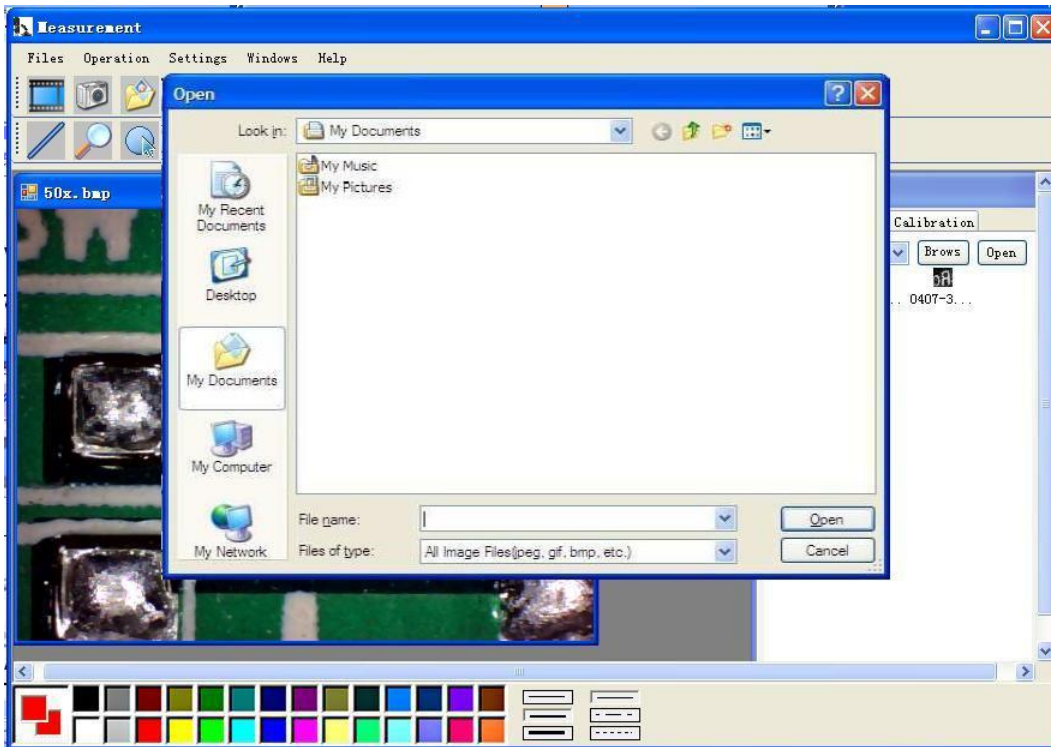 Measurement
Files Operation Settings Windows Help
Open
Look in: My Documents
My Recent
Documents
Desktop
My Documents
My Computer
My Network
My Music
My Pictures
File name:
Files of type: All Image Files(jpeg, gif, bmp, etc.)
Open
Cancel
50x.bmp
Calibration
Brows Open
.. 0407-3...